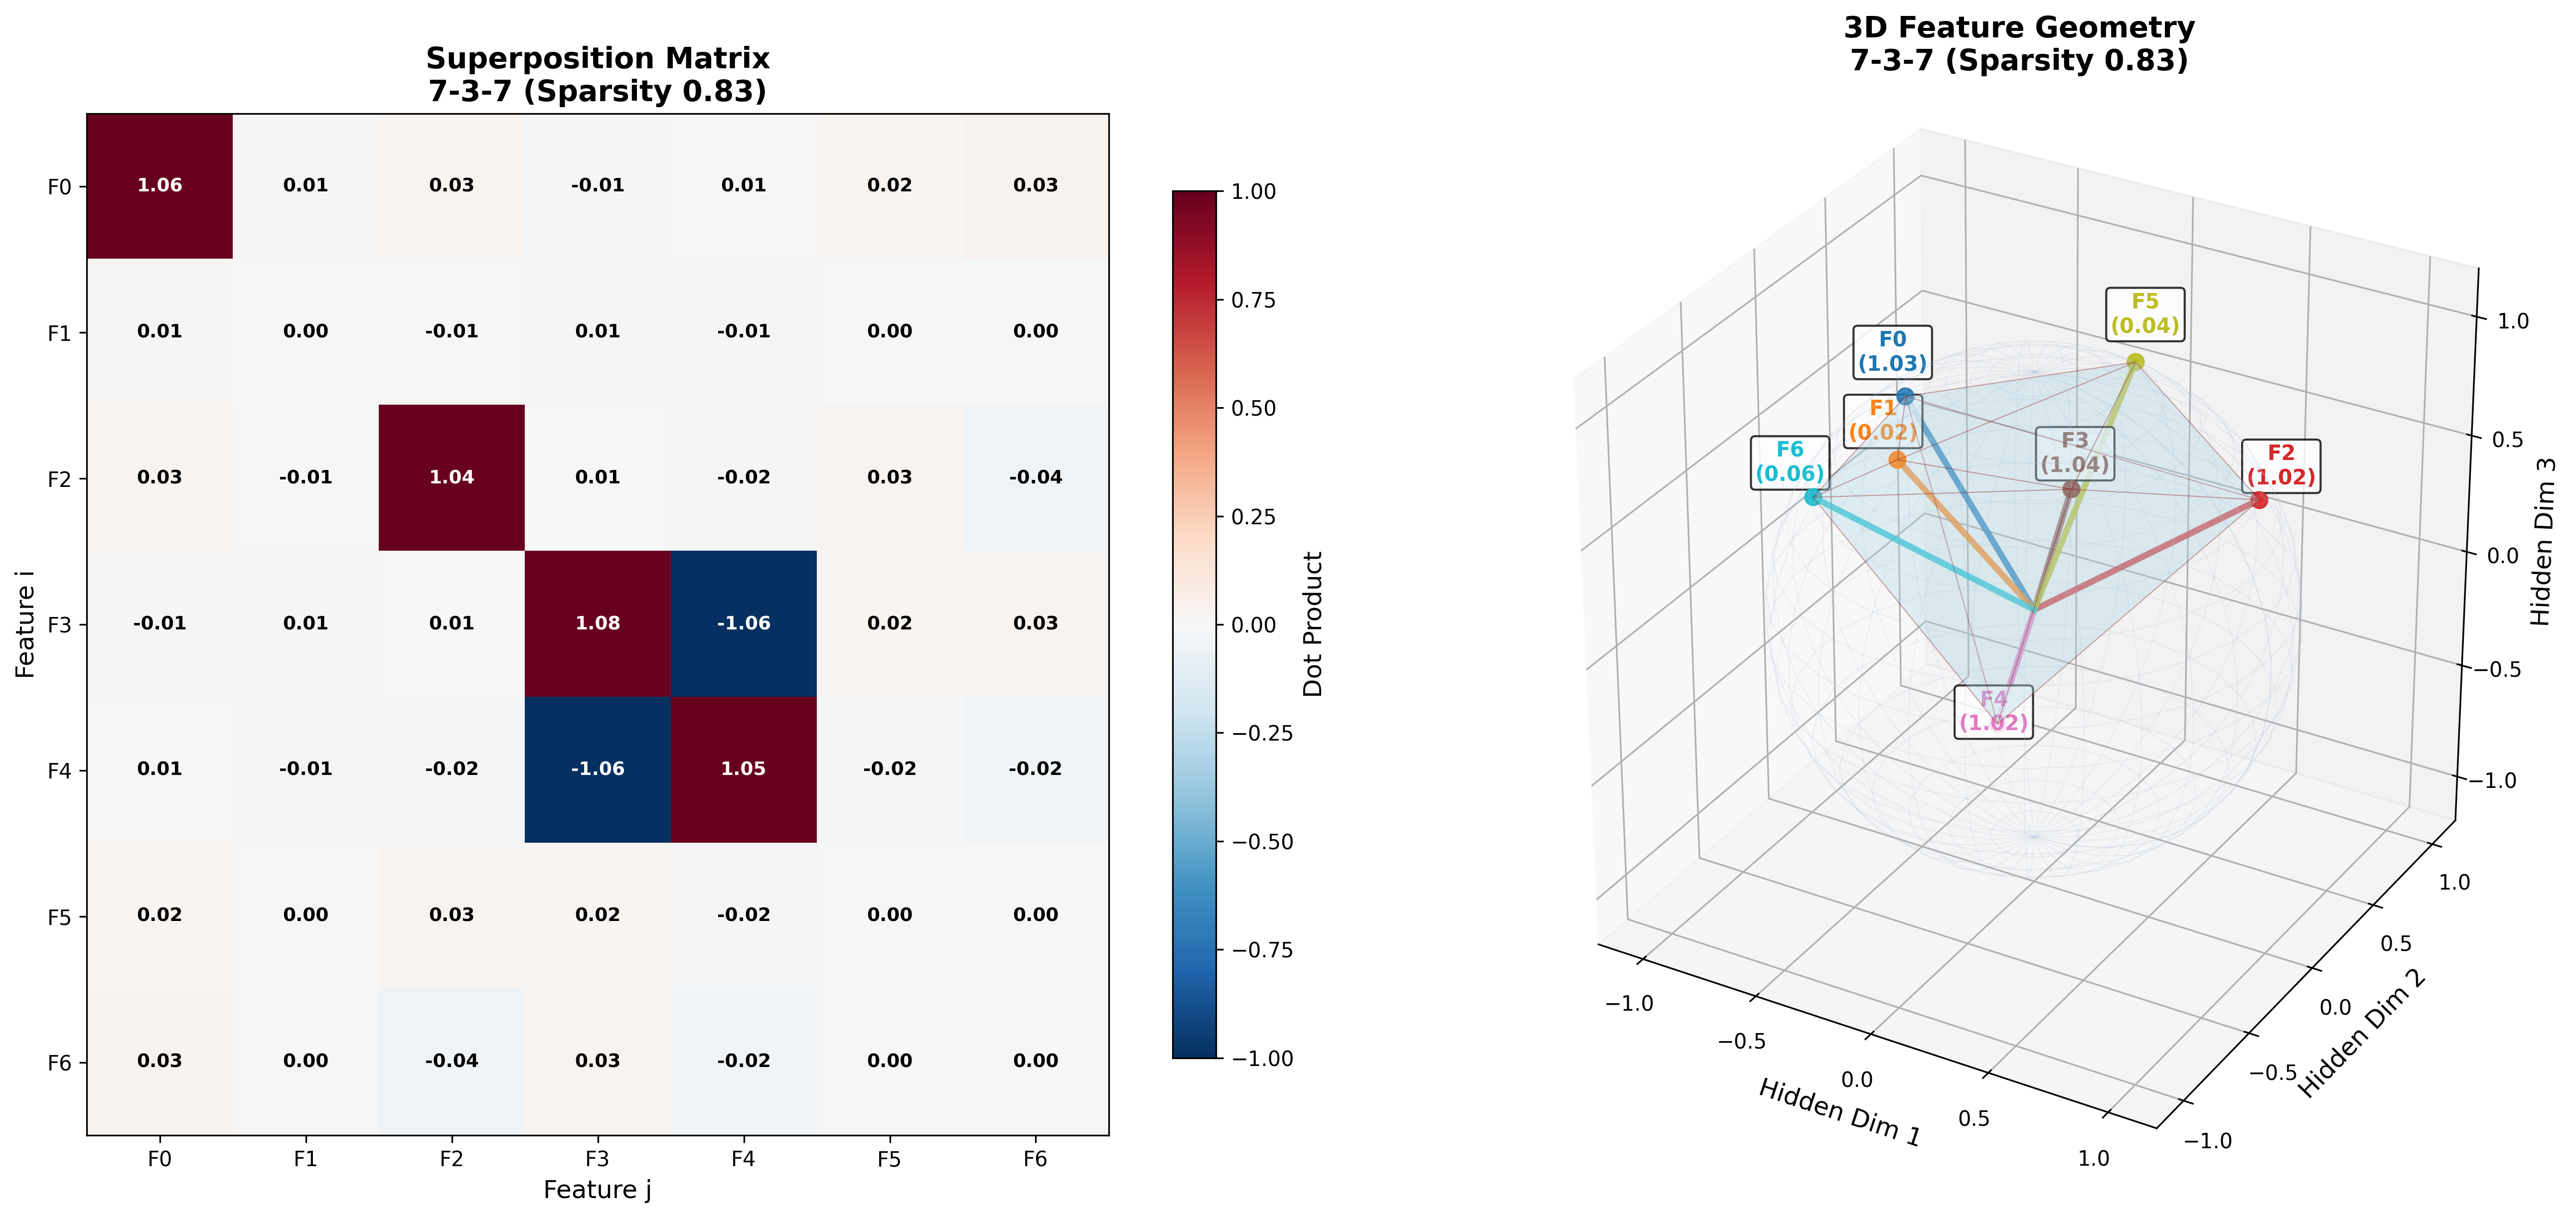 Superposition Matrix
7-3-7 (Sparsity 0.83)
F0 1.06 0.01 0.03 -0.01 0.01 0.02 0.03
F1 0.01 0.00 -0.01 0.01 -0.01 0.00 0.00
F2 0.03 -0.01 1.04 0.01 -0.02 0.03 -0.04
F3 -0.01 0.01 0.01 1.08 -1.06 0.02 0.03
F4 0.01 -0.01 -0.02 -1.06 1.05 -0.02 -0.02
F5 0.02 0.00 0.03 0.02 -0.02 0.00 0.00
F6 0.03 0.00 -0.04 0.03 -0.02 0.00 0.00
F0 F1 F2 F3 F4 F5 F6
Feature j
Feature i
1.00
0.75
0.50
0.25
0.00
−0.25
−0.50
−0.75
−1.00
Dot Product
3D Feature Geometry
7-3-7 (Sparsity 0.83)
F5
(0.04)
F0
(1.03)
F1
(0.02)
F6
(0.06)
F3
(1.04)
F2
(1.02)
F4
(1.02)
1.0
0.5
0.0
−0.5
−1.0
Hidden Dim 3
1.0
0.5
0.0
−0.5
−1.0
Hidden Dim 2
−1.0
−0.5
0.0
0.5
1.0
Hidden Dim 1